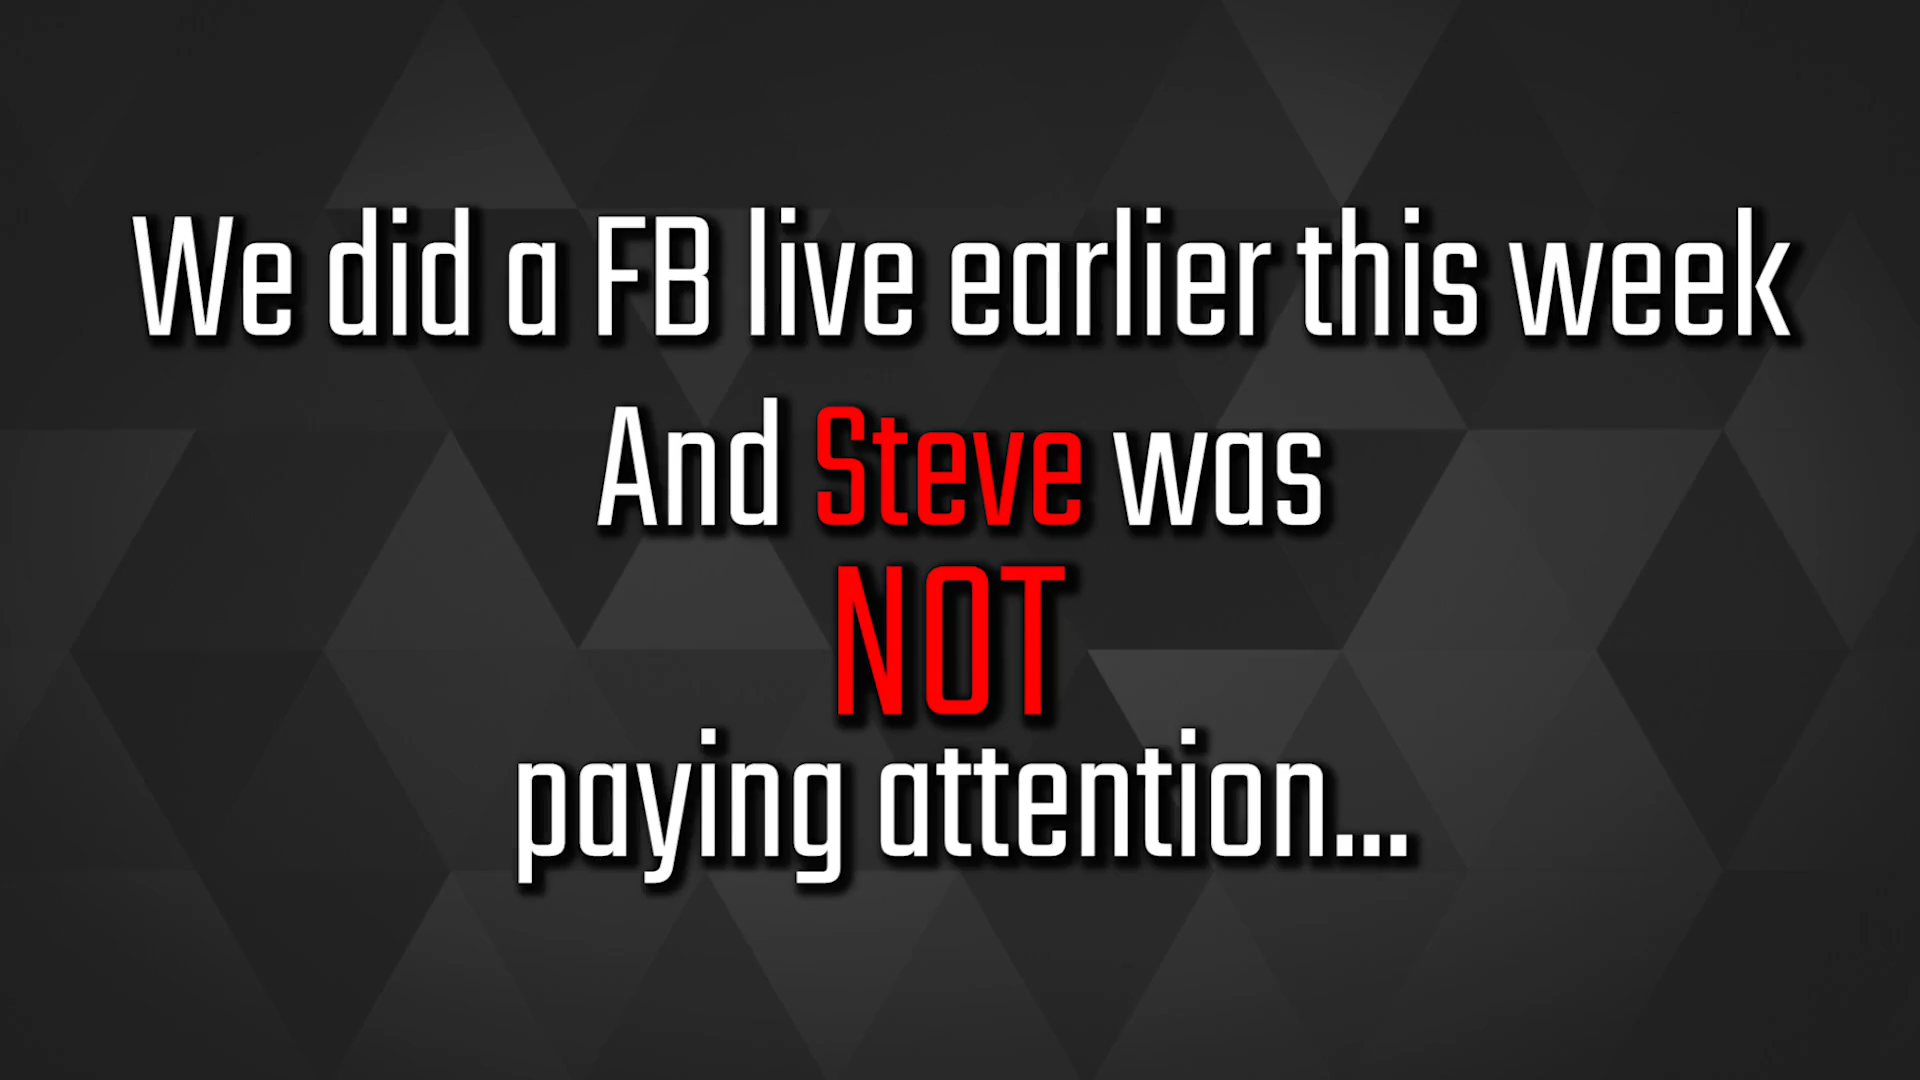 We did a FB live earlier this week
And Steve was
NOT
paying attention...